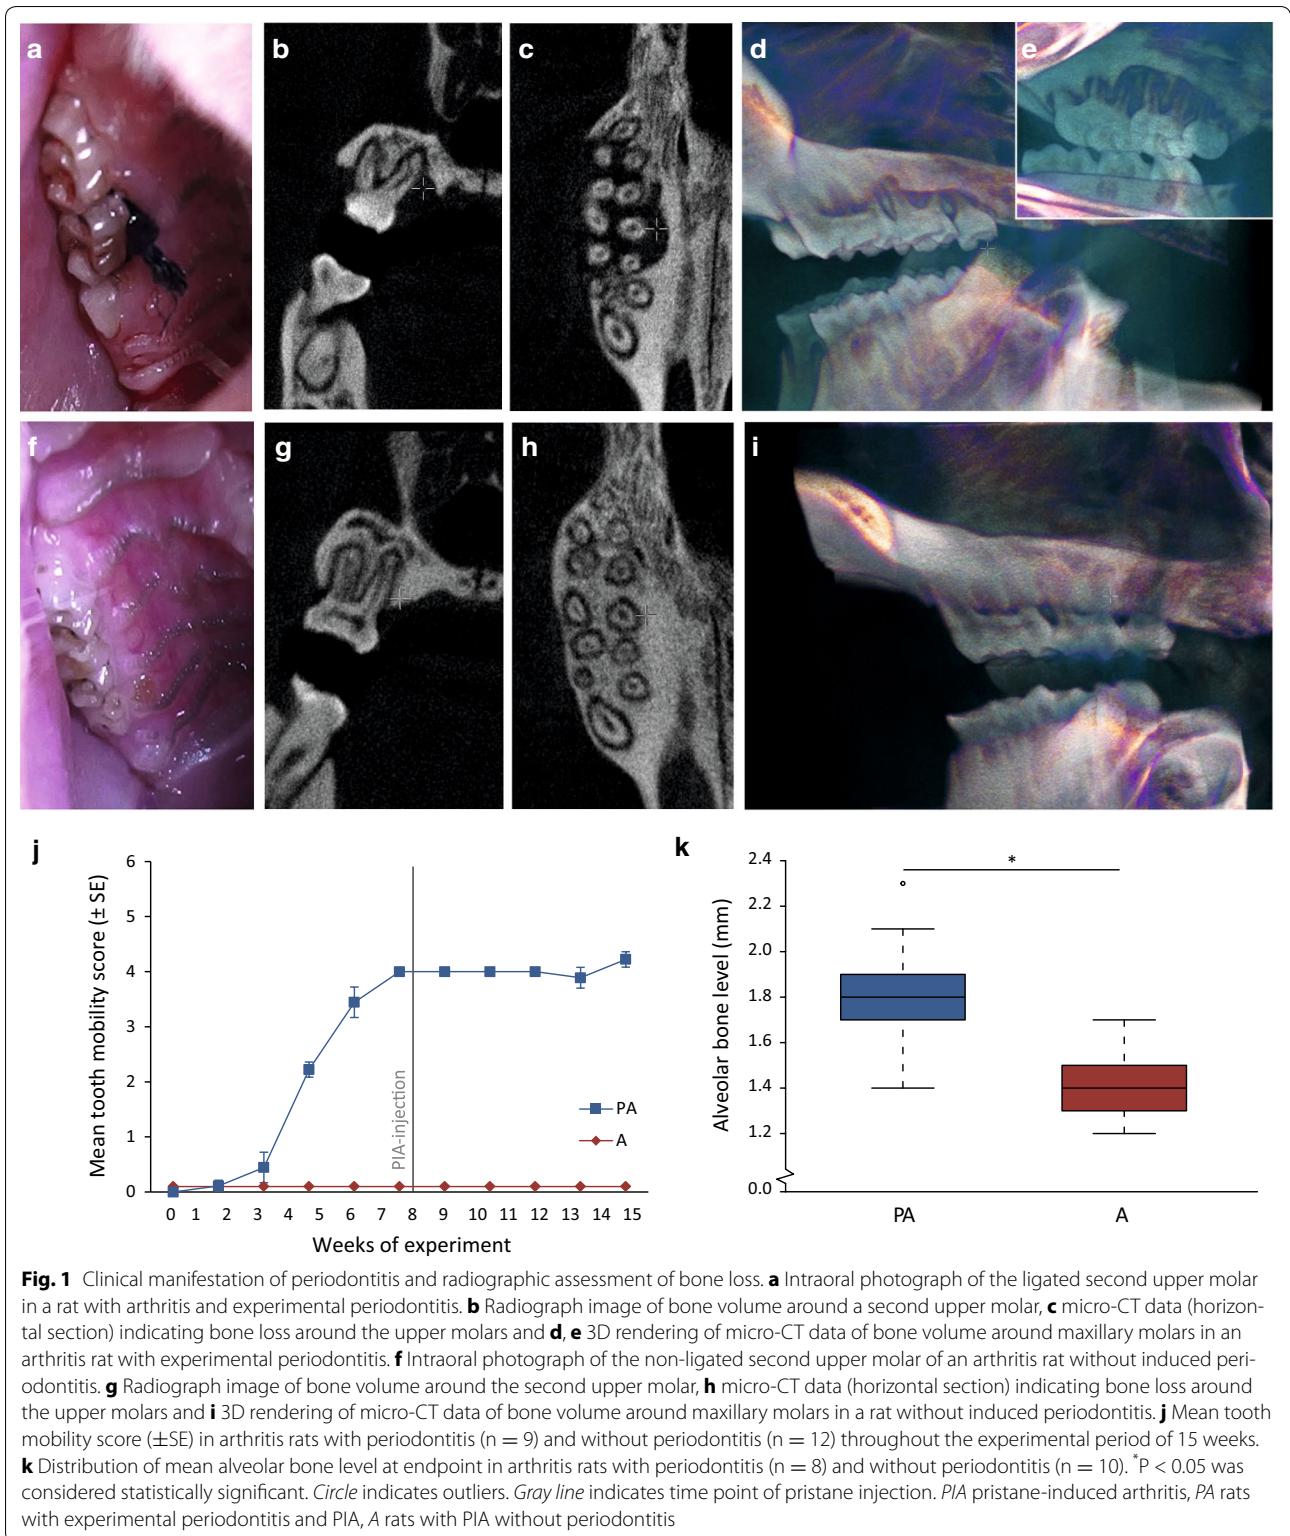 a
b
c
d
e
f
g
h
i
j
k
6
5
4
3
2
1
0
Mean tooth mobility score (± SE)
PIA-injection
PA
A
0 1 2 3 4 5 6 7 8 9 10 11 12 13 14 15
Weeks of experiment
*
2.4
2.2
2.0
1.8
1.6
1.4
1.2
0.0
Alveolar bone level (mm)
PA A
Fig. 1 Clinical manifestation of periodontitis and radiographic assessment of bone loss. a Intraoral photograph of the ligated second upper molar
in a rat with arthritis and experimental periodontitis. b Radiograph image of bone volume around a second upper molar, c micro-CT data (horizon-
tal section) indicating bone loss around the upper molars and d, e 3D rendering of micro-CT data of bone volume around maxillary molars in an
arthritis rat with experimental periodontitis. f Intraoral photograph of the non-ligated second upper molar of an arthritis rat without induced peri-
odontitis. g Radiograph image of bone volume around the second upper molar, h micro-CT data (horizontal section) indicating bone loss around
the upper molars and i 3D rendering of micro-CT data of bone volume around maxillary molars in a rat without induced periodontitis. j Mean tooth
mobility score (±SE) in arthritis rats with periodontitis (n = 9) and without periodontitis (n = 12) throughout the experimental period of 15 weeks.
k Distribution of mean alveolar bone level at endpoint in arthritis rats with periodontitis (n = 8) and without periodontitis (n = 10). *P < 0.05 was
considered statistically significant. Circle indicates outliers. Gray line indicates time point of pristane injection. PIA pristane-induced arthritis, PA rats
with experimental periodontitis and PIA, A rats with PIA without periodontitis